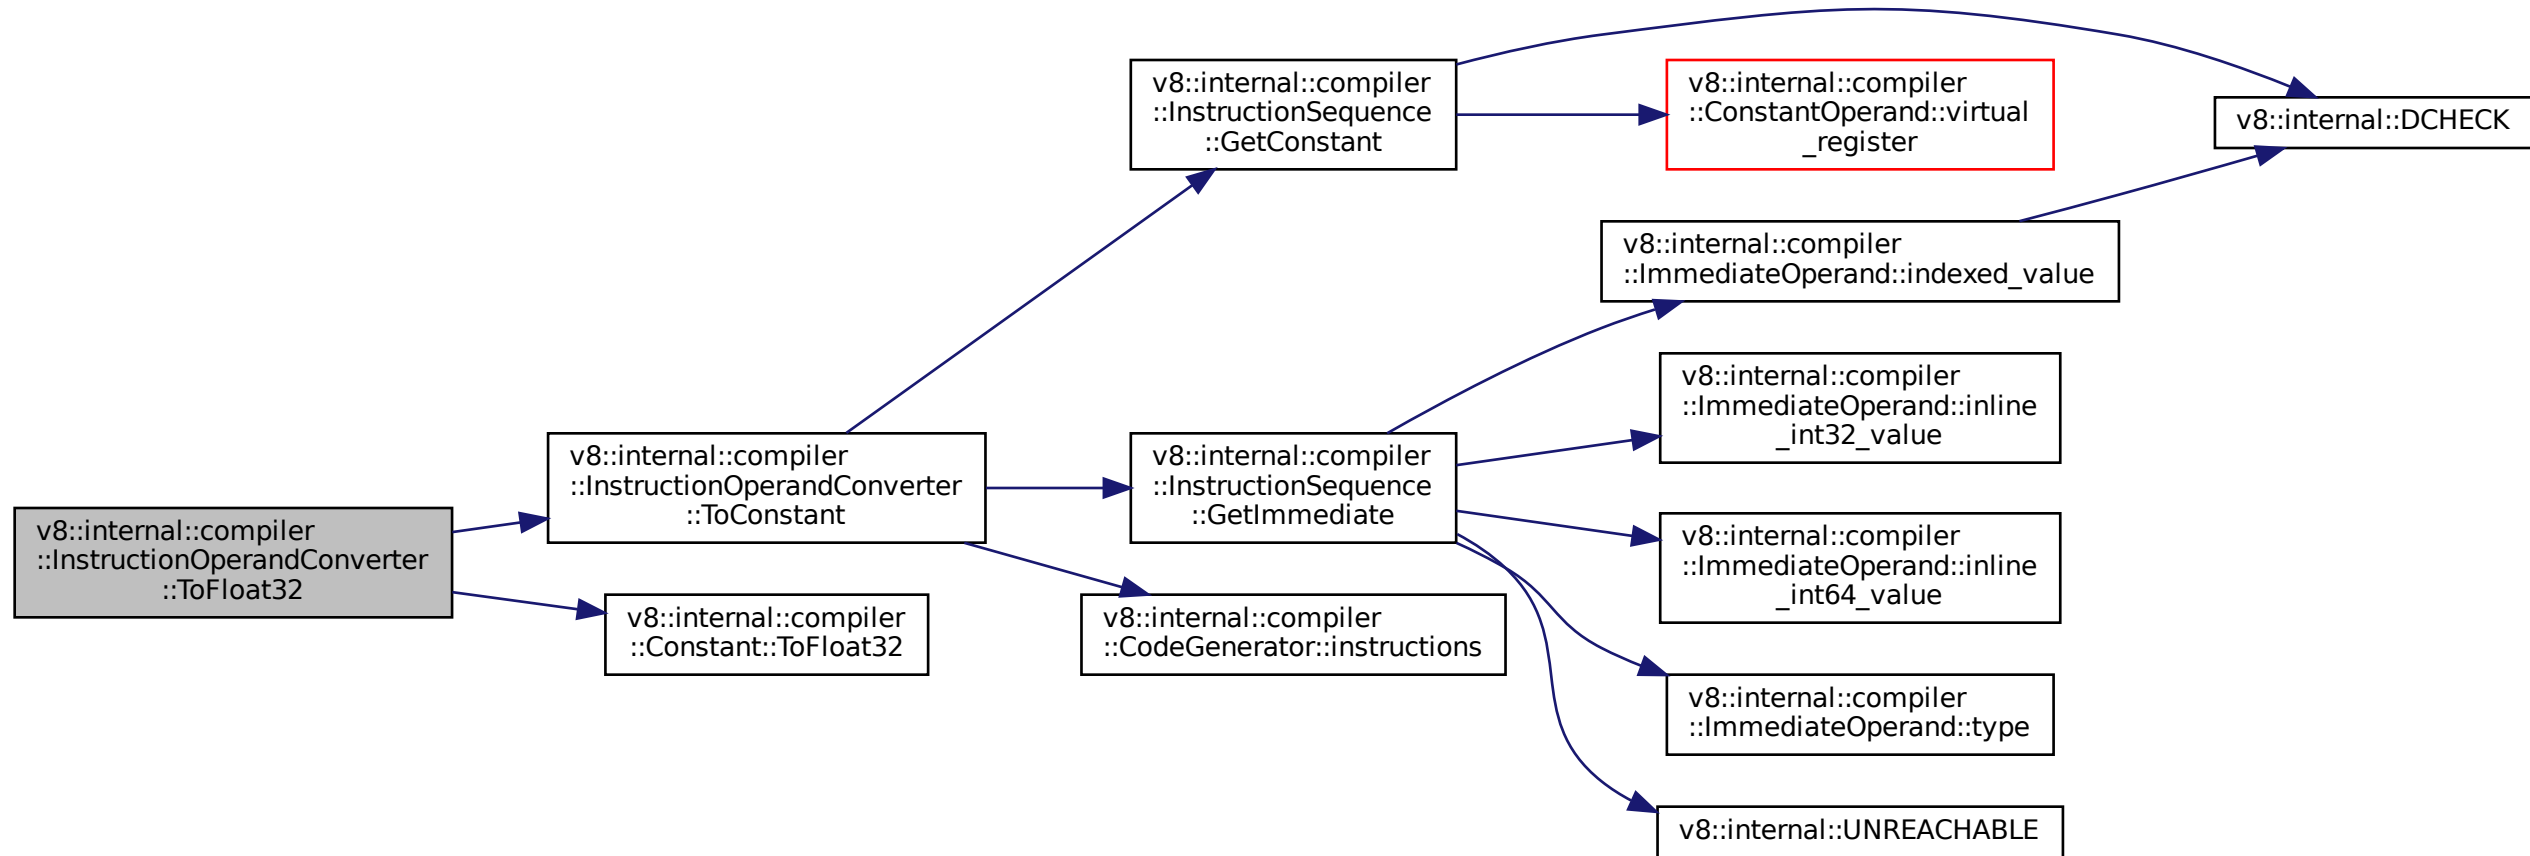 v8::internal::compiler
::InstructionOperandConverter
::ToFloat32
v8::internal::compiler
::InstructionOperandConverter
::ToConstant
v8::internal::compiler
::Constant::ToFloat32
v8::internal::compiler
::InstructionSequence
::GetConstant
v8::internal::compiler
::InstructionSequence
::GetImmediate
v8::internal::compiler
::CodeGenerator::instructions
v8::internal::compiler
::ConstantOperand::virtual
_register
v8::internal::compiler
::ImmediateOperand::indexed_value
v8::internal::compiler
::ImmediateOperand::inline
_int32_value
v8::internal::compiler
::ImmediateOperand::inline
_int64_value
v8::internal::compiler
::ImmediateOperand::type
v8::internal::UNREACHABLE
v8::internal::DCHECK